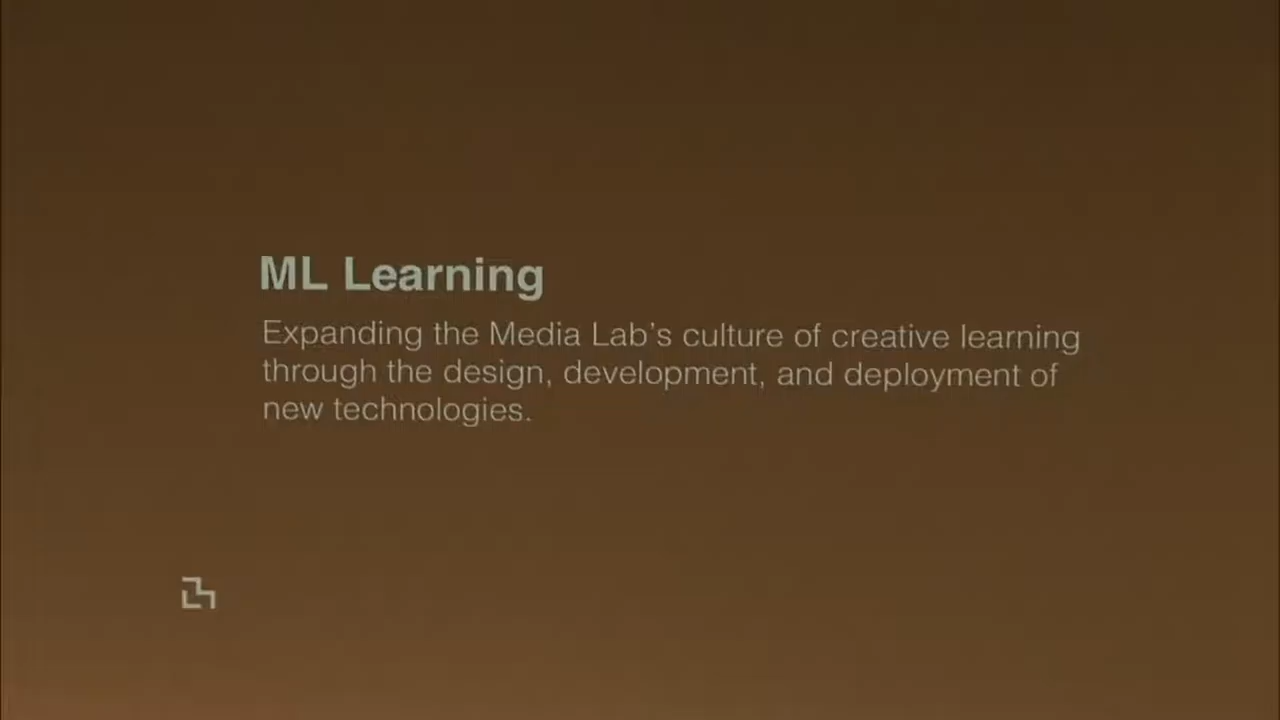 ML Learning
Expanding the Media Lab's culture of creative learning
through the design, development, and deployment of
new technologies.